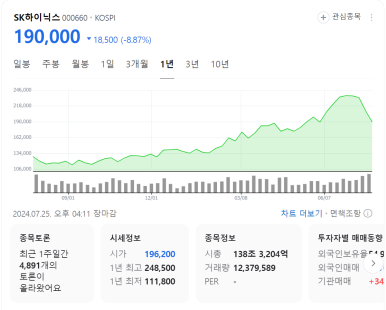 SK하이닉스 000660 · KOSPI
관심종목
190,000 ▼ 18,500 (-8.87%)
일봉 주봉 월봉 1일 3개월 1년 3년 10년
246,000
218,000
190,000
162,000
134,000
106,000
09/01 12/01 03/08 06/07
2024.07.25. 오후 04:11 장마감
차트 더보기 · 면책조항
종목토론
최근 1주일간
4,891개의
토론이
올라왔어요
시세정보
시가 196,200
1년 최고 248,500
1년 최저 111,800
종목정보
시총 138조 3,204억
거래량 12,379,589
PER -
투자자별 매매동향
외국인보유율
외국인매매
기관매매